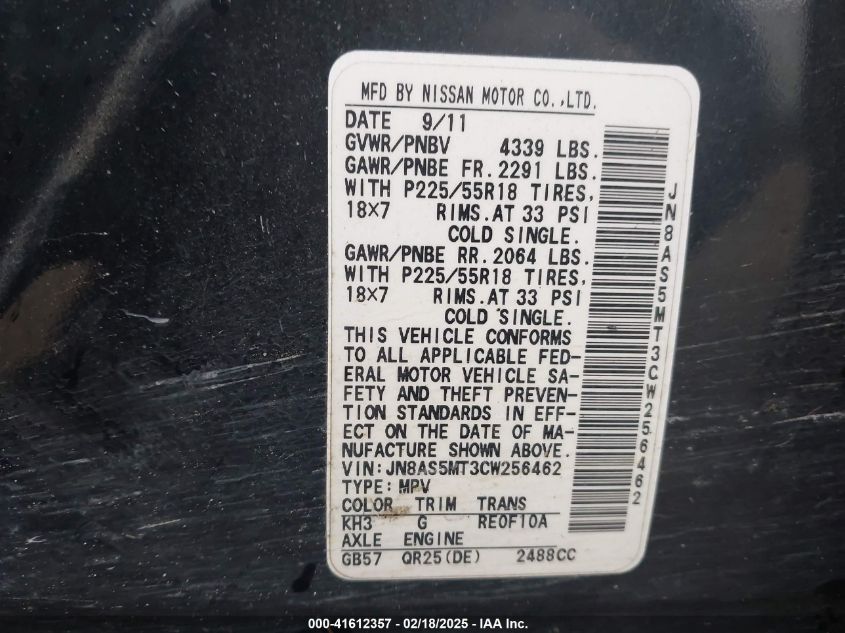 MFD BY NISSAN MOTOR CO.,LTD.
DATE 9/11
GVWR/PNBV 4339 LBS.
GAWR/PNBE FR. 2291 LBS.
WITH P225/55R18 TIRES,
18X7 RIMS.AT 33 PSI
COLD SINGLE.
GAWR/PNBE RR. 2064 LBS.
WITH P225/55R18 TIRES,
18X7 RIMS.AT 33 PSI
COLD SINGLE.
THIS VEHICLE CONFORMS
TO ALL APPLICABLE FED-
ERAL MOTOR VEHICLE SA-
FETY AND THEFT PREVEN-
TION STANDARDS IN EFF-
ECT ON THE DATE OF MA-
NUFACTURE SHOWN ABOVE.
VIN:JN8AS5MT3CW256462
TYPE:MPV
COLOR TRIM TRANS
KH3 G RE0F10A
AXLE ENGINE
GB57 QR25(DE) 2488CC
JN8AS5MT3CW256462
000-41612357 - 02/18/2025 - IAA Inc.